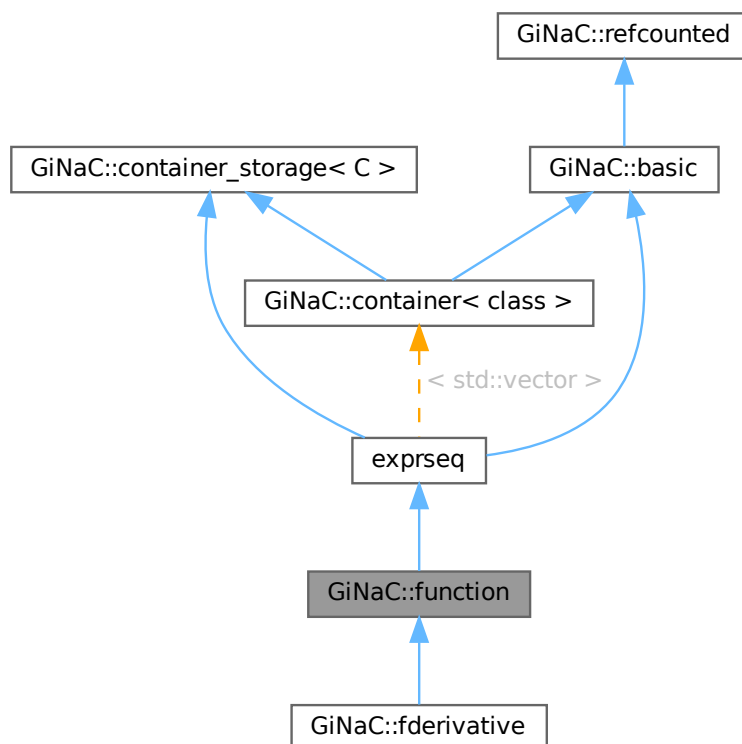 GiNaC::refcounted
GiNaC::container_storage< C >
GiNaC::basic
GiNaC::container< class >
< std::vector >
exprseq
GiNaC::function
GiNaC::fderivative